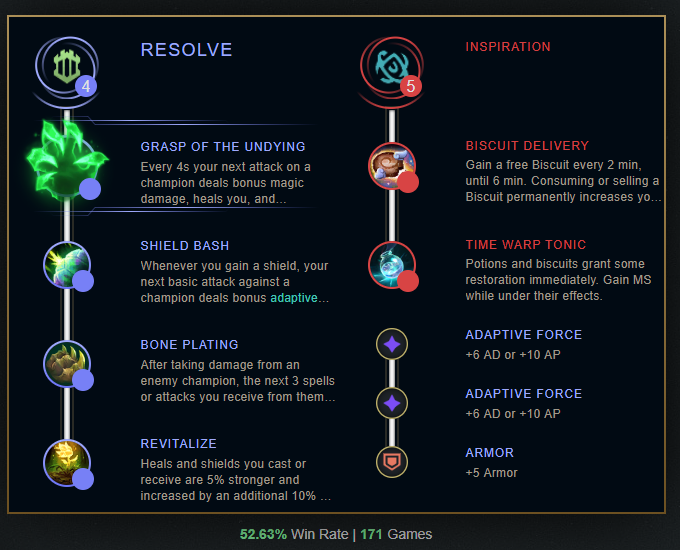 RESOLVE
4
GRASP OF THE UNDYING
Every 4s your next attack on a
champion deals bonus magic
damage, heals you, and...
SHIELD BASH
Whenever you gain a shield, your
next basic attack against a
champion deals bonus adaptive...
BONE PLATING
After taking damage from an
enemy champion, the next 3 spells
or attacks you receive from them...
REVITALIZE
Heals and shields you cast or
receive are 5% stronger and
increased by an additional 10% ...
INSPIRATION
5
BISCUIT DELIVERY
Gain a free Biscuit every 2 min,
until 6 min. Consuming or selling a
Biscuit permanently increases yo...
TIME WARP TONIC
Potions and biscuits grant some
restoration immediately. Gain MS
while under their effects.
ADAPTIVE FORCE
+6 AD or +10 AP
ADAPTIVE FORCE
+6 AD or +10 AP
ARMOR
+5 Armor
52.63% Win Rate | 171 Games